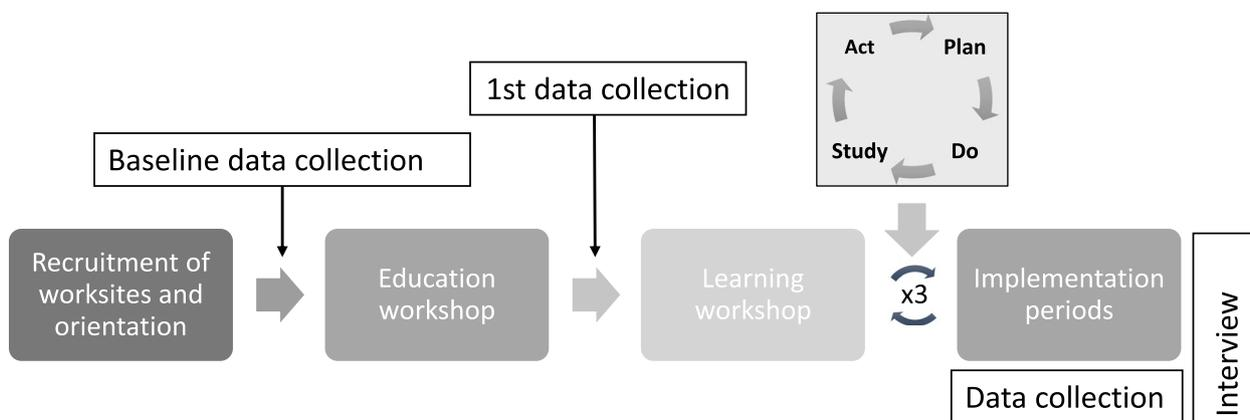 Act
Plan
Study
Do
1st data collection
Baseline data collection
Recruitment of
worksites and
orientation
Education
workshop
Learning
workshop
x3
Implementation
periods
Data collection
Interview